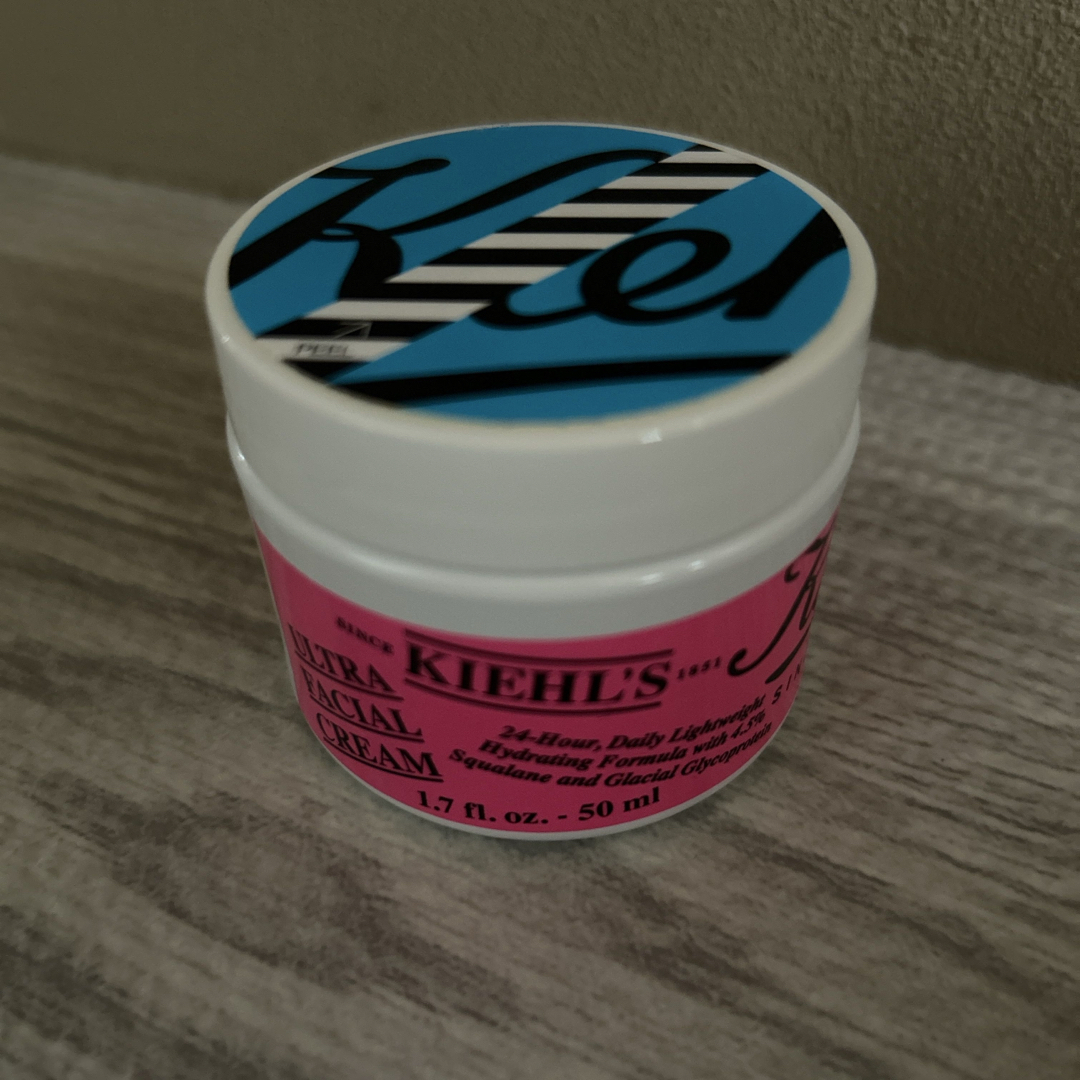 Kier
PEEL
SINCE KIEHL'S 1851
ULTRA
FACIAL
CREAM
24-Hour, Daily Lightweight
Hydrating Formula with 4.5%
Squalane and Glacial Glycoprotein
1.7 fl. oz. - 50 ml